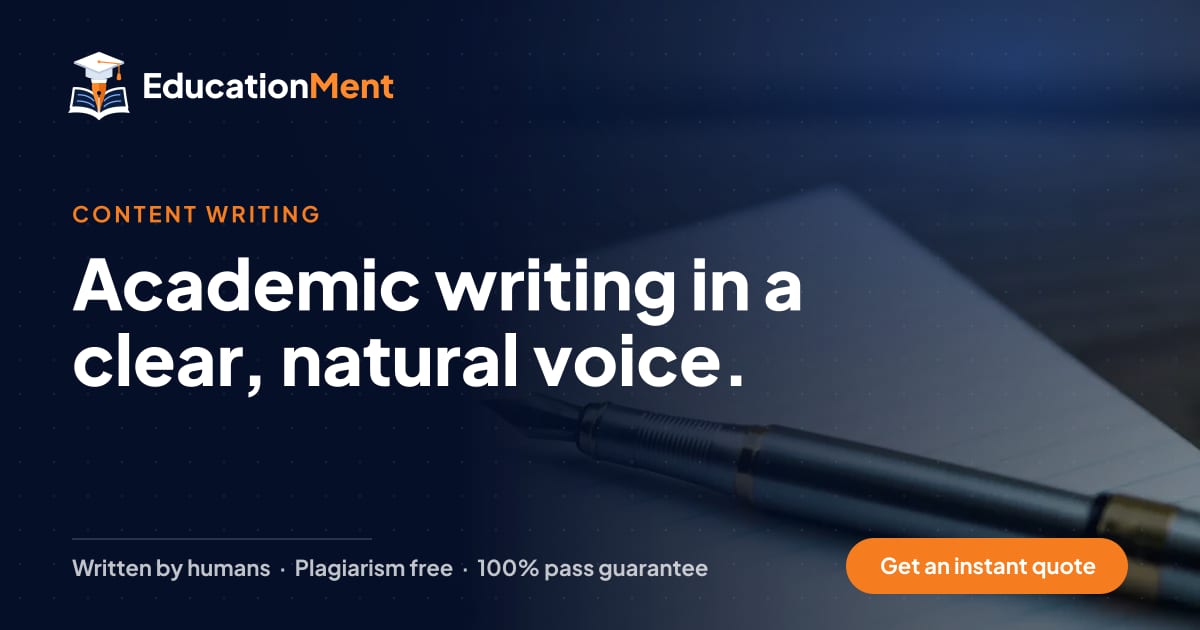 EducationMent
CONTENT WRITING
Academic writing in a
clear, natural voice.
Written by humans · Plagiarism free · 100% pass guarantee
Get an instant quote